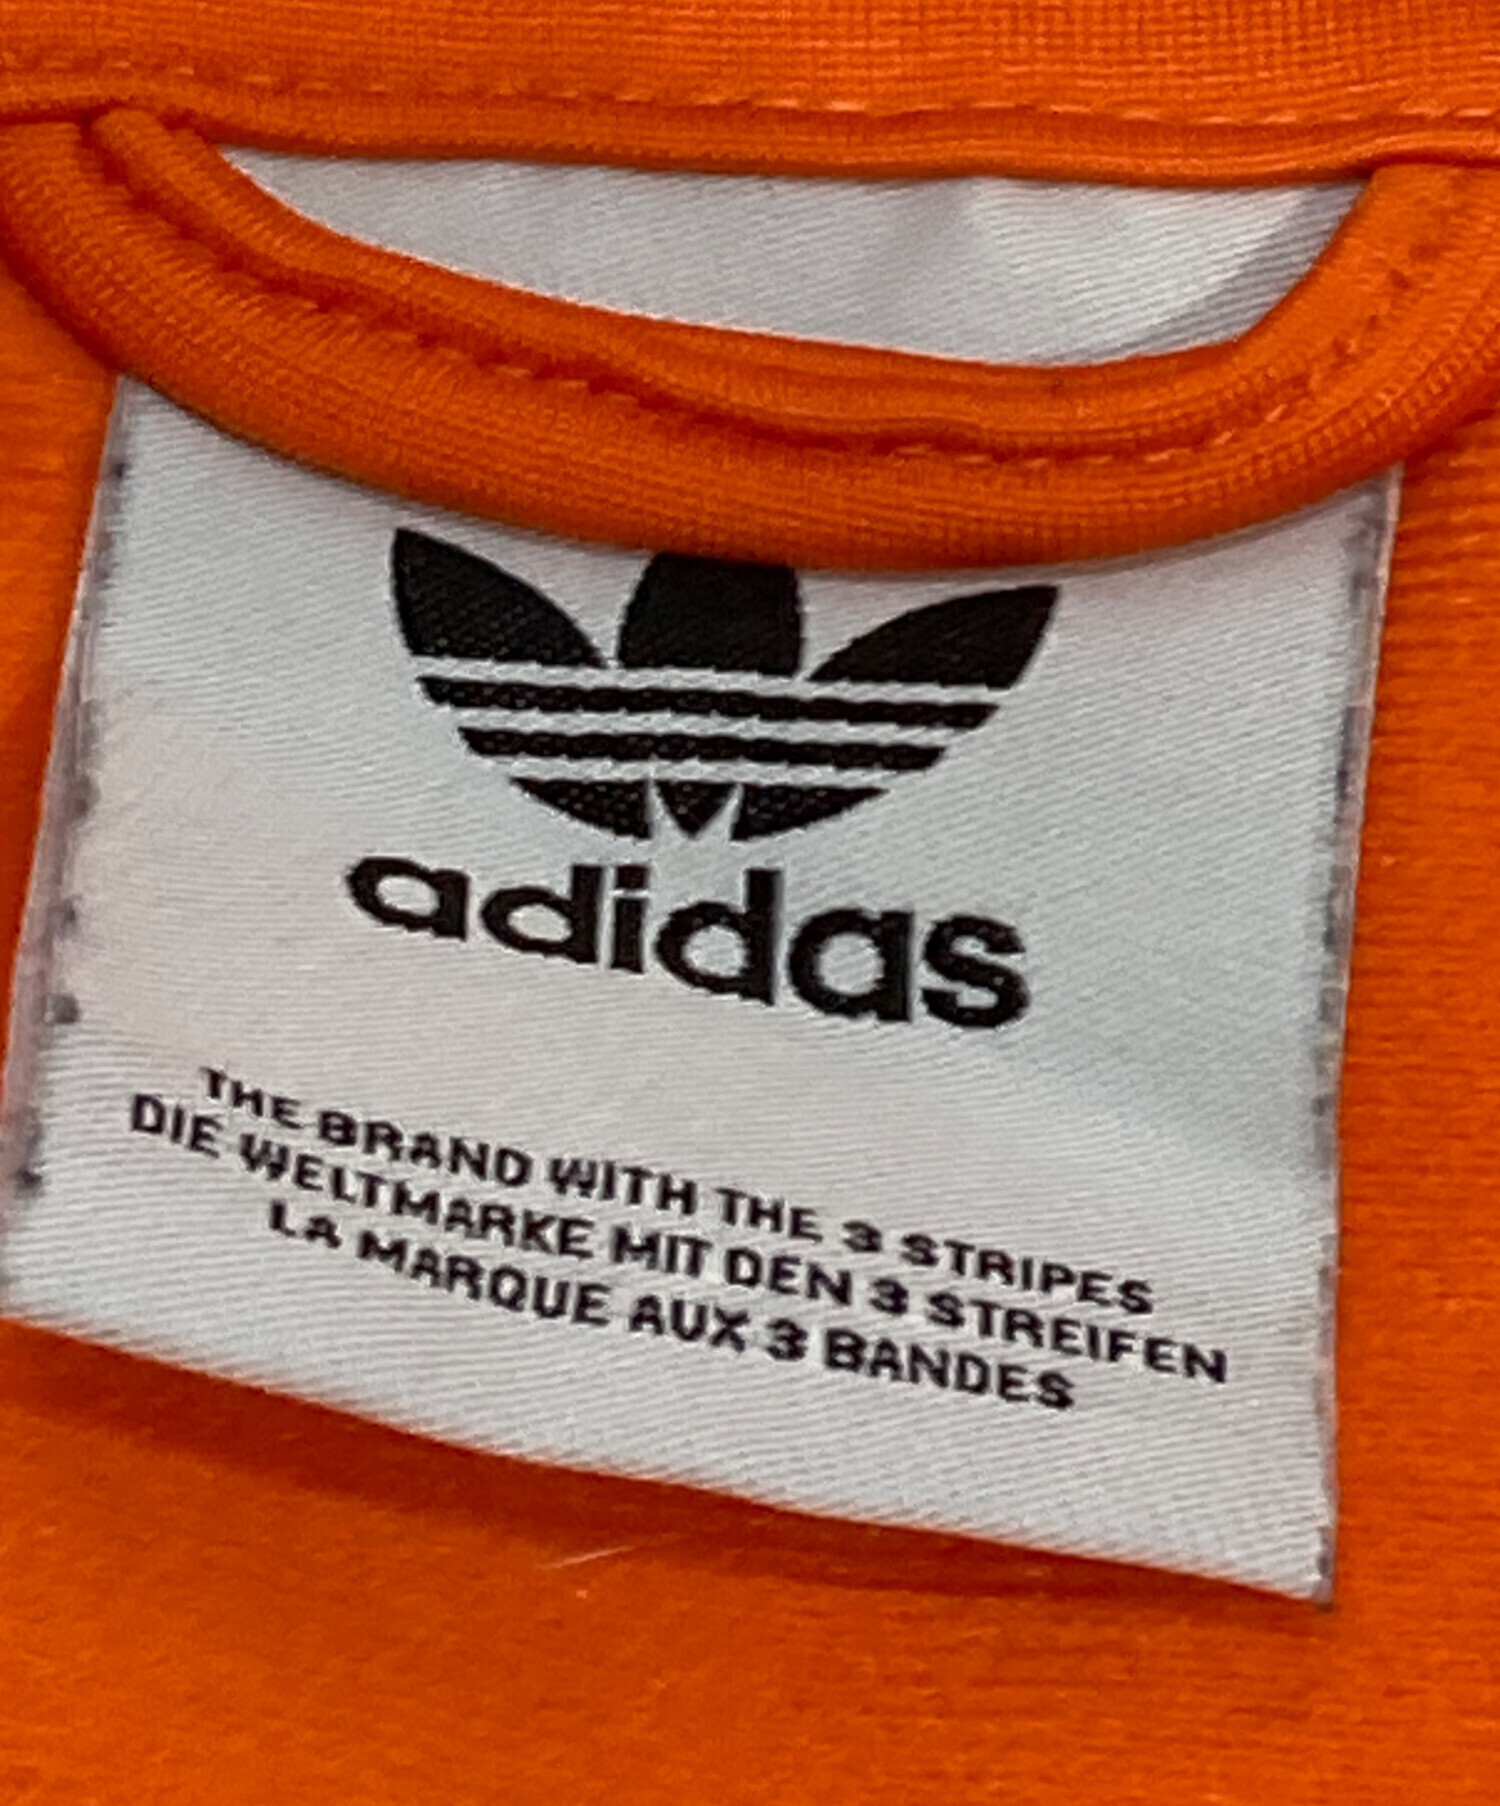 adidas
THE BRAND WITH THE 3 STRIPES
DIE WELTMARKE MIT DEN 3 STREIFEN
LA MARQUE AUX 3 BANDES